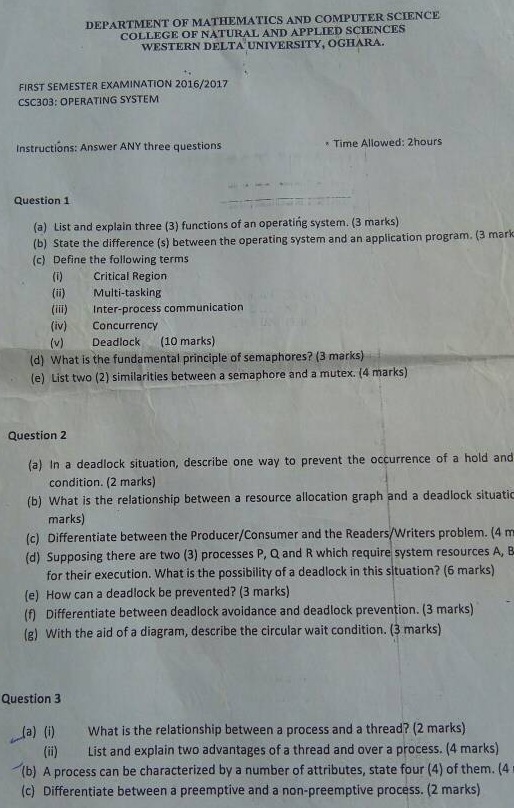 DEPARTMENT OF MATHEMATICS AND COMPUTER SCIENCE
COLLEGE OF NATURAL AND APPLIED SCIENCES
WESTERN DELTA UNIVERSITY, OGHARA.
FIRST SEMESTER EXAMINATION 2016/2017
CSC303: OPERATING SYSTEM
Instructions: Answer ANY three questions Time Allowed: 2hours
Question 1
(a) List and explain three (3) functions of an operating system. (3 marks)
(b) State the difference (s) between the operating system and an application program. (3 mark
(c) Define the following terms
(i) Critical Region
(ii) Multi-tasking
(iii) Inter-process communication
(iv) Concurrency
(v) Deadlock (10 marks)
(d) What is the fundamental principle of semaphores? (3 marks)
(e) List two (2) similarities between a semaphore and a mutex. (4 marks)
Question 2
(a) In a deadlock situation, describe one way to prevent the occurrence of a hold and
condition. (2 marks)
(b) What is the relationship between a resource allocation graph and a deadlock situatio
marks)
(c) Differentiate between the Producer/Consumer and the Readers/Writers problem. (4 m
(d) Supposing there are two (3) processes P, Q and R which require system resources A, B
for their execution. What is the possibility of a deadlock in this situation? (6 marks)
(e) How can a deadlock be prevented? (3 marks)
(f) Differentiate between deadlock avoidance and deadlock prevention. (3 marks)
(g) With the aid of a diagram, describe the circular wait condition. (3 marks)
Question 3
(a) (i) What is the relationship between a process and a thread? (2 marks)
(ii) List and explain two advantages of a thread and over a process. (4 marks)
(b) A process can be characterized by a number of attributes, state four (4) of them. (4
(c) Differentiate between a preemptive and a non-preemptive process. (2 marks)